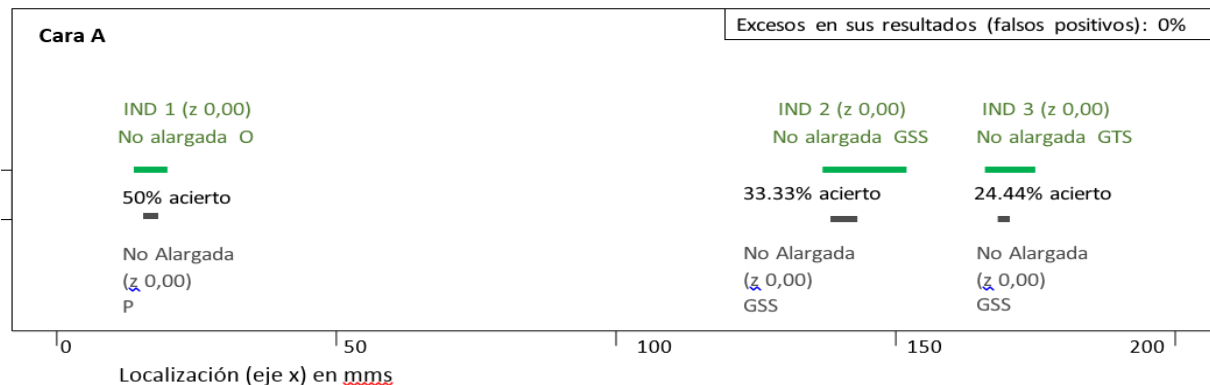 Cara A
Excesos en sus resultados (falsos positivos): 0%
IND 1 (z 0,00)
No alargada O
IND 2 (z 0,00)
No alargada GSS
IND 3 (z 0,00)
No alargada GTS
50% acierto
33.33% acierto
24.44% acierto
No Alargada
(z 0,00)
P
No Alargada
(z 0,00)
GSS
No Alargada
(z 0,00)
GSS
0 50 100 150 200
Localización (eje x) en mms